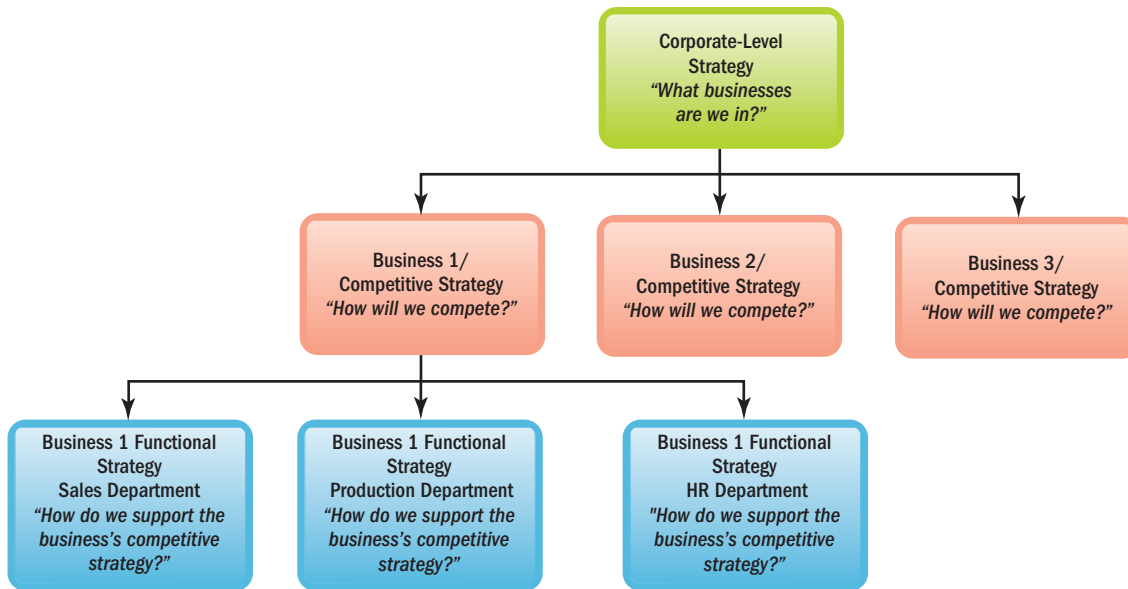 Corporate-Level
Strategy
“What businesses
are we in?”
Business 1/
Competitive Strategy
“How will we compete?”
Business 2/
Competitive Strategy
“How will we compete?”
Business 3/
Competitive Strategy
“How will we compete?”
Business 1 Functional
Strategy
Sales Department
“How do we support the
business’s competitive
strategy?”
Business 1 Functional
Strategy
Production Department
“How do we support the
business’s competitive
strategy?”
Business 1 Functional
Strategy
HR Department
"How do we support the
business’s competitive
strategy?”